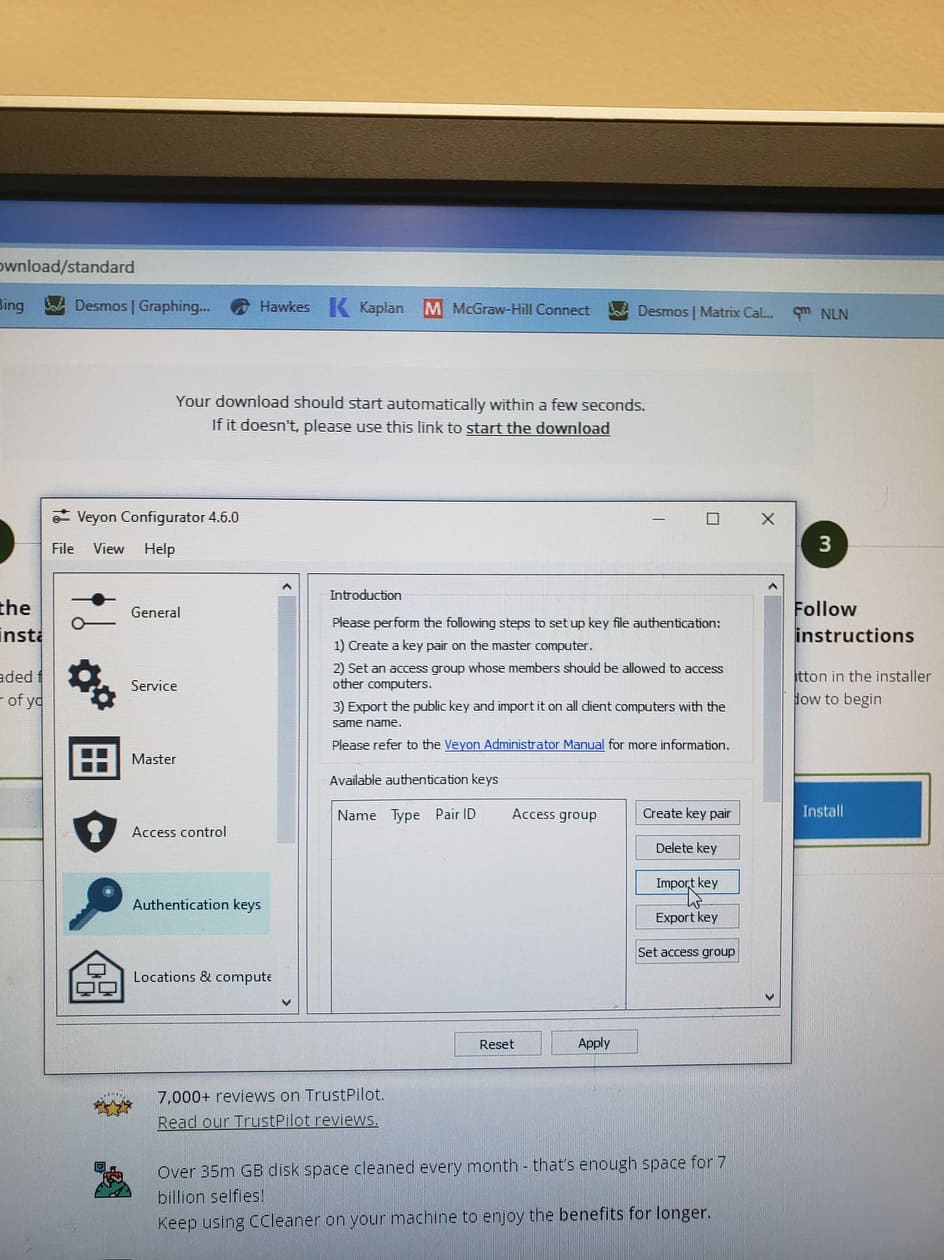 ownload/standard
Bing Desmos | Graphing... Hawkes K Kaplan M McGraw-Hill Connect Desmos | Matrix Cal... qm NLN
Your download should start automatically within a few seconds.
If it doesn't, please use this link to start the download
Veyon Configurator 4.6.0
File View Help
General
Service
Master
Access control
Authentication keys
Locations & compute
Introduction
Please perform the following steps to set up key file authentication:
1) Create a key pair on the master computer.
2) Set an access group whose members should be allowed to access
other computers.
3) Export the public key and import it on all client computers with the
same name.
Please refer to the Veyon Administrator Manual for more information.
Available authentication keys
Name Type Pair ID Access group
Create key pair
Delete key
Import key
Export key
Set access group
Reset Apply
the
insta
aded f
r of yo
3
Follow
instructions
utton in the installer
dow to begin
Install
7,000+ reviews on TrustPilot.
Read our TrustPilot reviews.
Over 35m GB disk space cleaned every month - that's enough space for 7
billion selfies!
Keep using CCleaner on your machine to enjoy the benefits for longer.